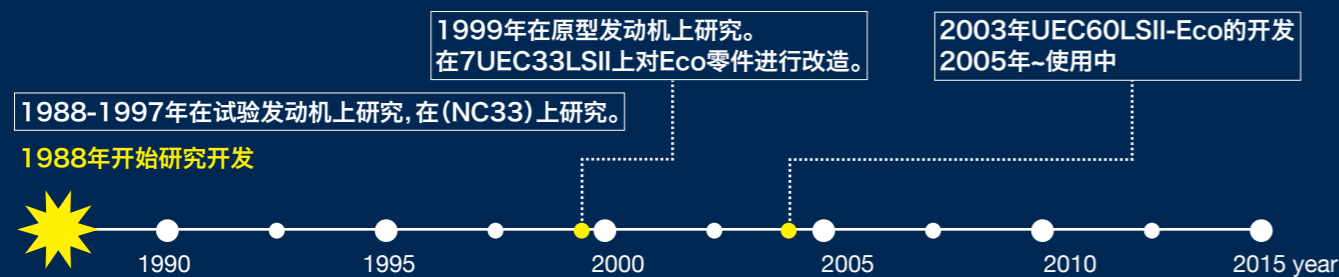 1999年在原型发动机上研究。
在7UEC33LSII上对Eco零件进行改造。
2003年UEC60LSII-Eco的开发
2005年~使用中
1988-1997年在试验发动机上研究,在(NC33)上研究。
1988年开始研究开发
1990 1995 2000 2005 2010 2015 year